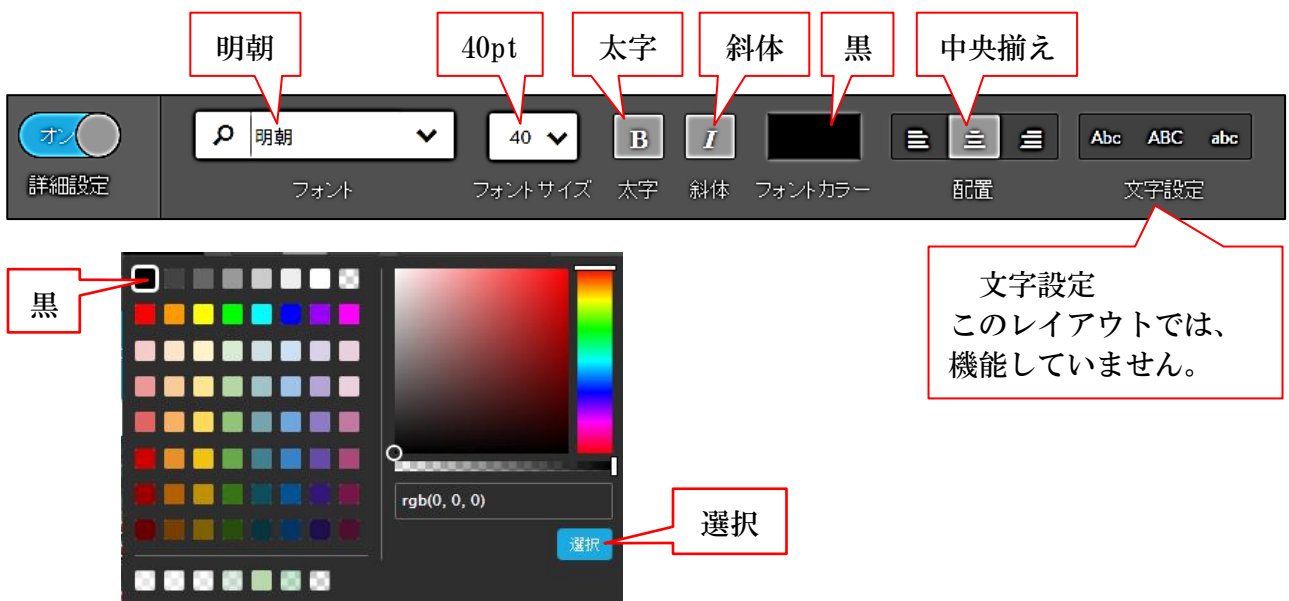 明朝
40pt
太字
斜体
黒
中央揃え
オン
明朝
40
B
I
Abc ABC abc
詳細設定
フォント
フォントサイズ
太字
斜体
フォントカラー
配置
文字設定
黒
文字設定
このレイアウトでは、
機能していません。
rgb(0, 0, 0)
選択
選択